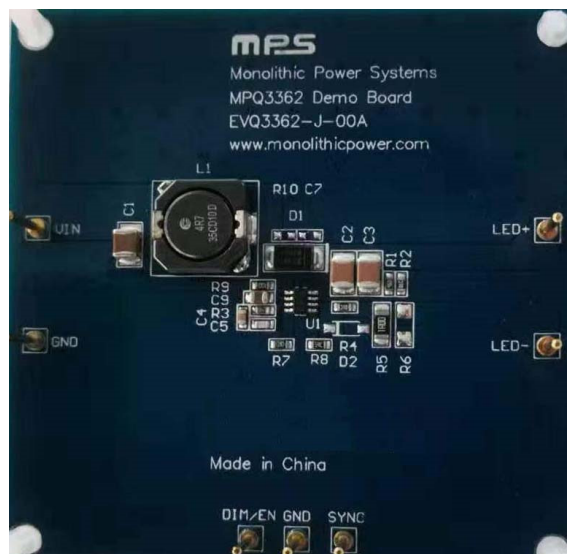 MPS
Monolithic Power Systems
MPQ3362 Demo Board
EVQ3362-J-00A
www.monolithicpower.com
L1
R10 C7
C1
4R7
36C010D
D1
VIN
C2
C3
LED+
R1
R2
R9
C9
R3
C4
C5
U1
GND
R4
LED-
R7
R8
D2
R5
R6
Made in China
DIM/EN GND SYNC